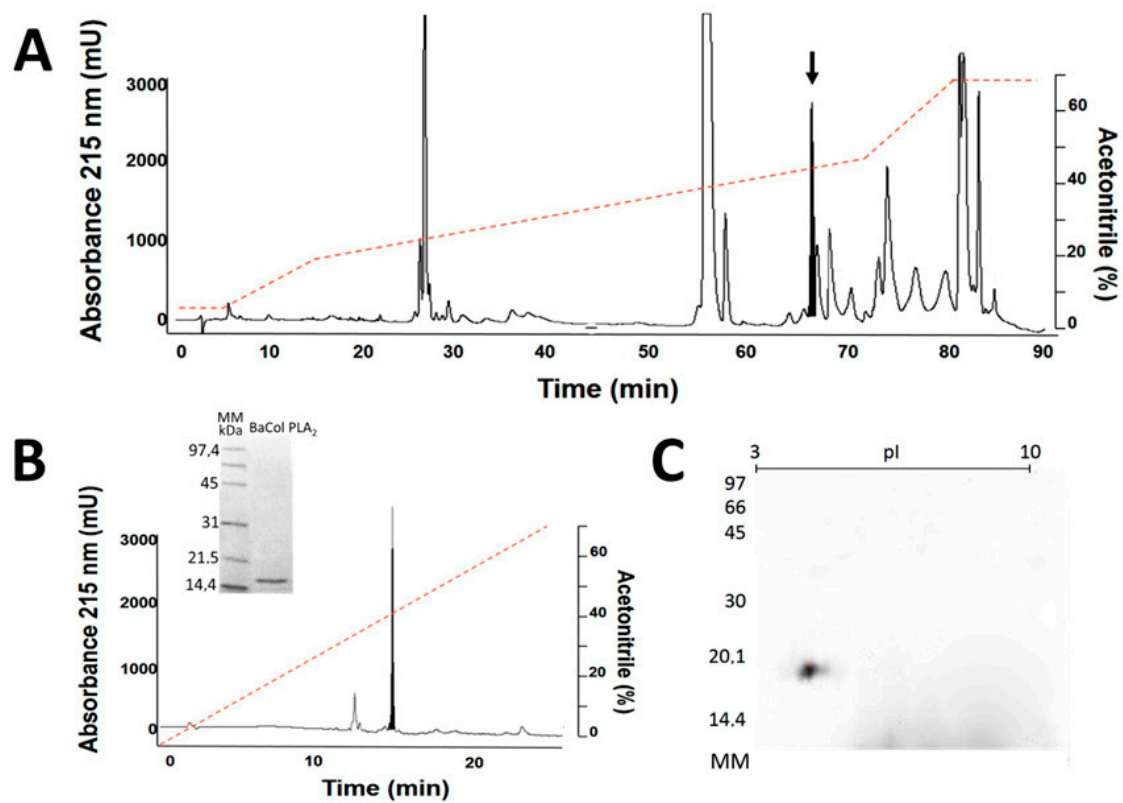 A
Absorbance 215 nm (mU)
3000
2000
1000
0
60
40
20
0
Acetonitrile (%)
0 10 20 30 40 50 60 70 80 90
Time (min)
B
MM
kDa
BaCol PLA₂
97,4
45
31
21.5
14,4
Absorbance 215 nm (mU)
3000
2000
1000
0
60
40
20
0
Acetonitrile (%)
0 10 20
Time (min)
C
3 pI 10
97
66
45
30
20.1
14.4
MM